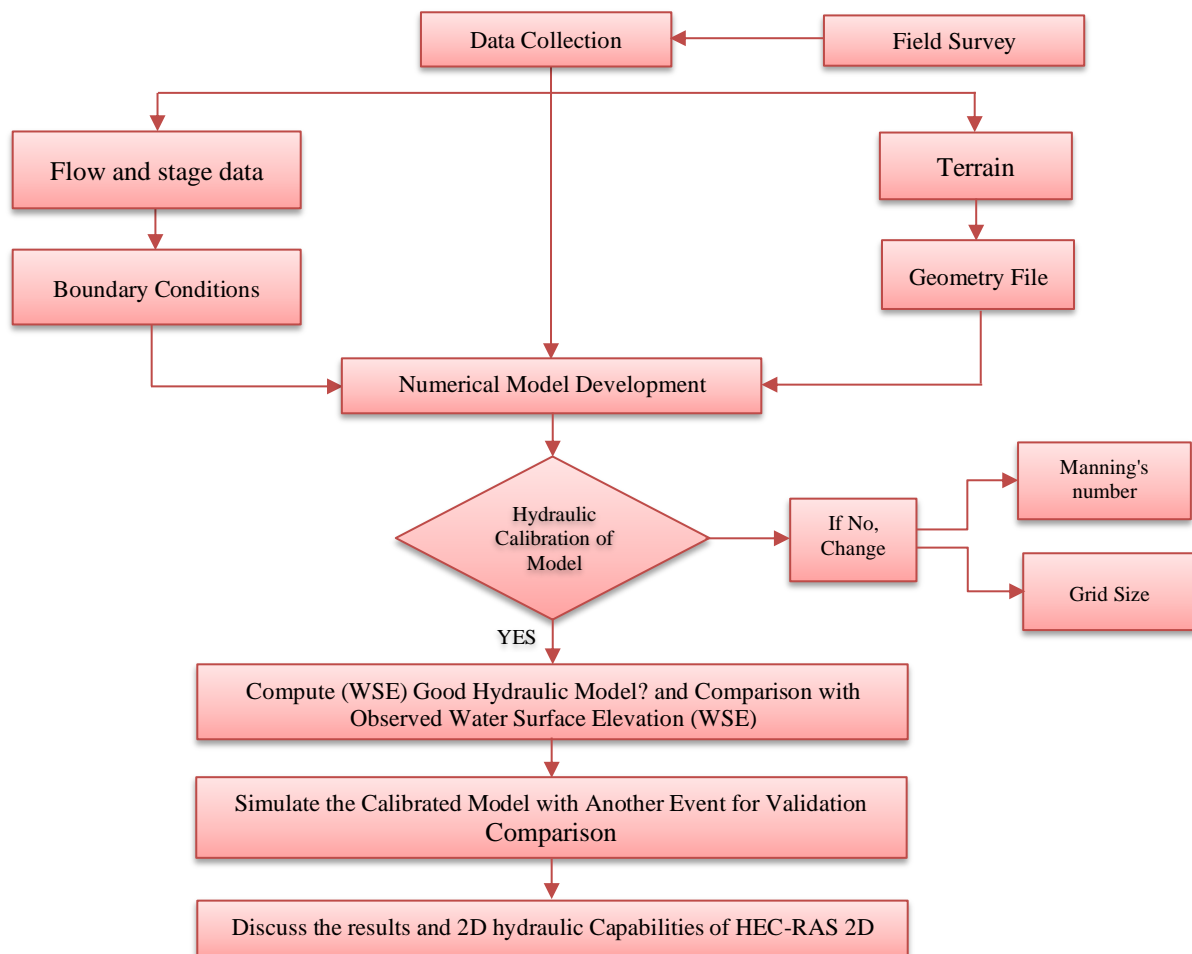 Data Collection
Field Survey
Flow and stage data
Terrain
Boundary Conditions
Geometry File
Numerical Model Development
Hydraulic
Calibration of
Model
If No,
Change
Manning's
number
Grid Size
YES
Compute (WSE) Good Hydraulic Model? and Comparison with
Observed Water Surface Elevation (WSE)
Simulate the Calibrated Model with Another Event for Validation
Comparison
Discuss the results and 2D hydraulic Capabilities of HEC-RAS 2D